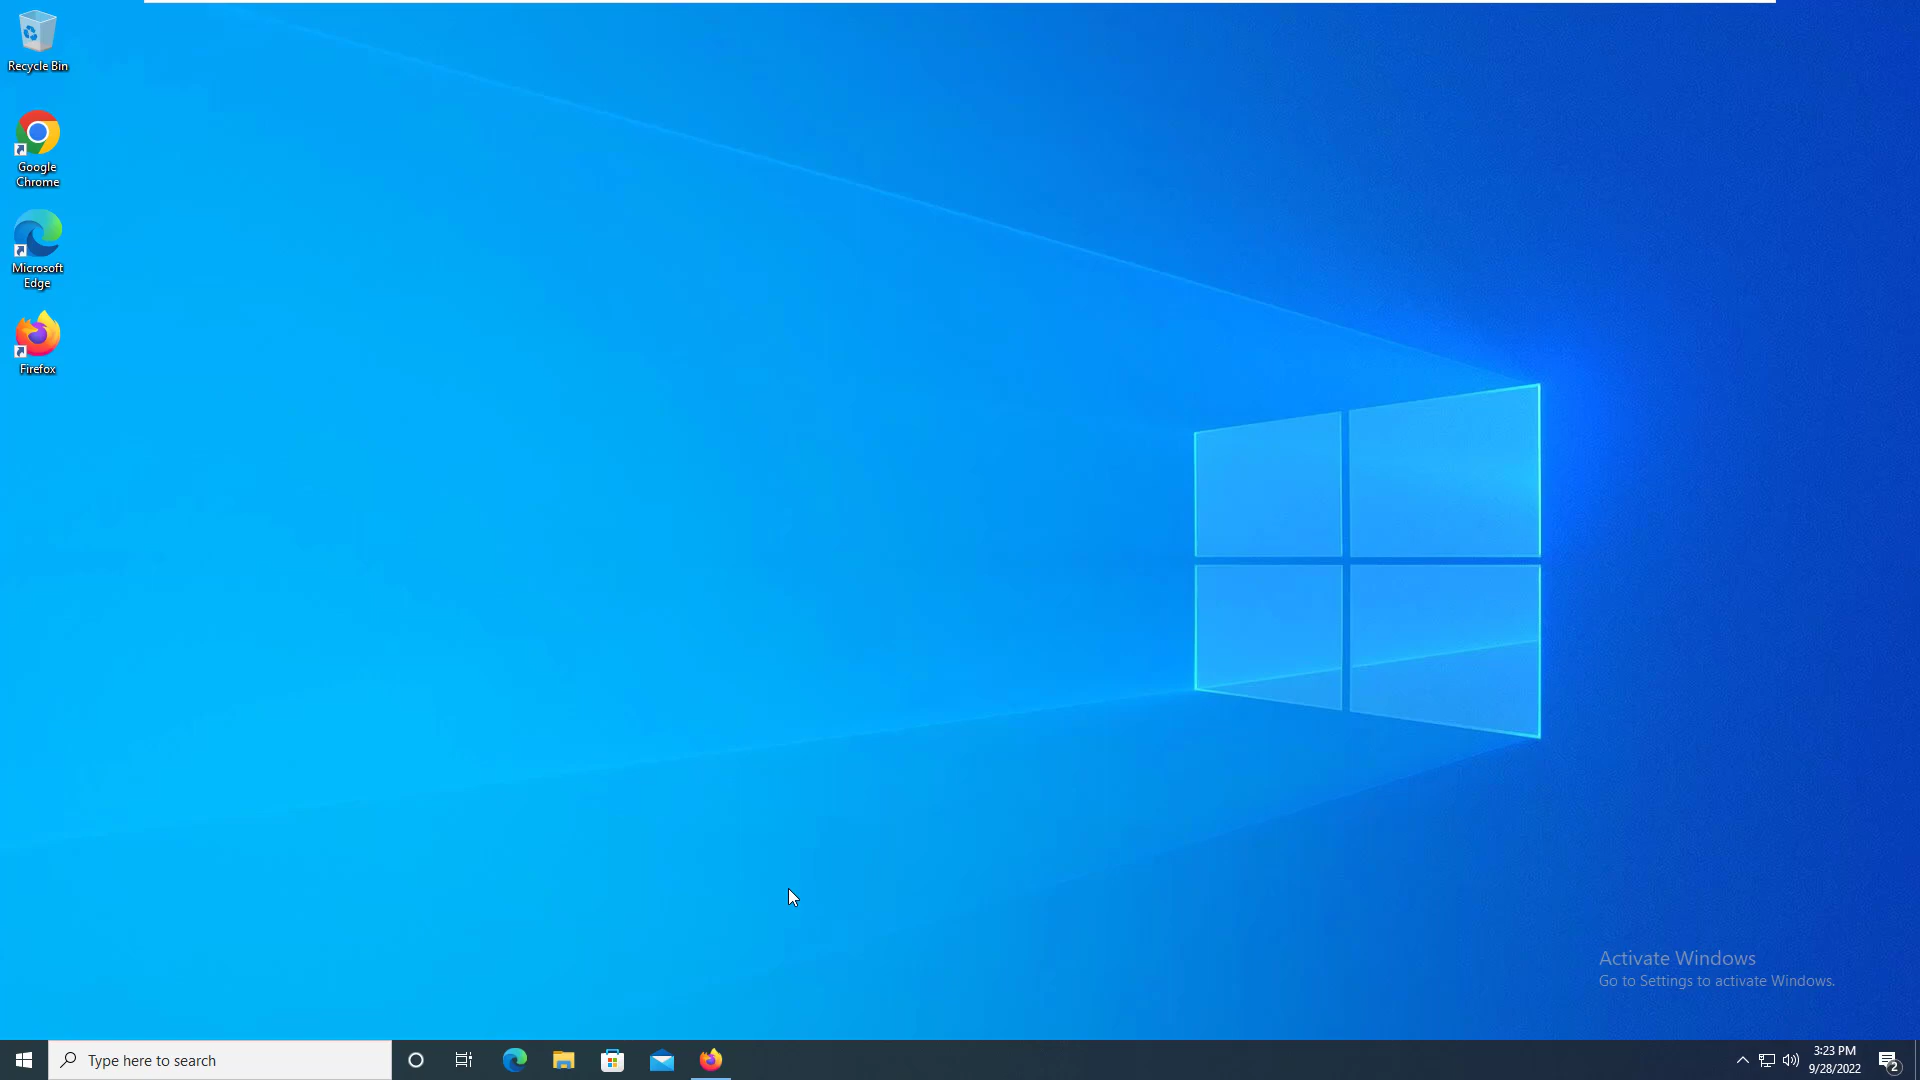 Recycle Bin
Google
Chrome
Microsoft
Edge
Firefox
Activate Windows
Go to Settings to activate Windows.
Type here to search
3:23 PM
9/28/2022
2